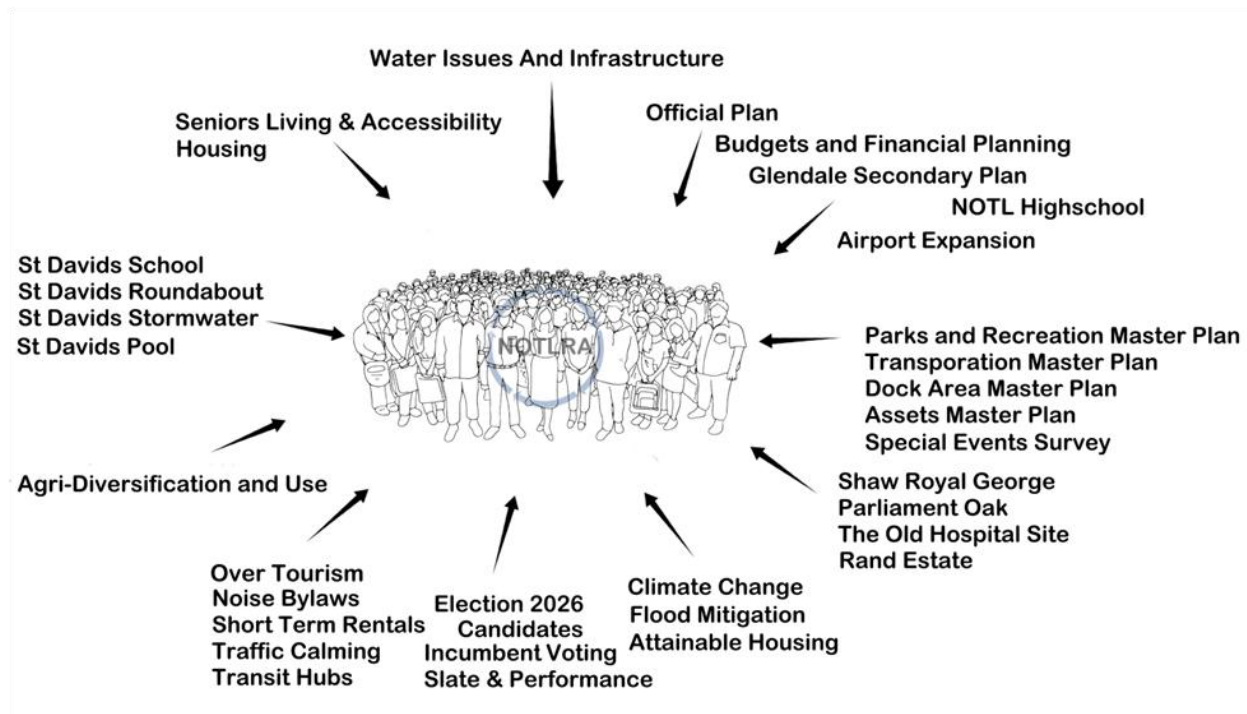 Water Issues And Infrastructure
Seniors Living & Accessibility
Housing
Official Plan
Budgets and Financial Planning
Glendale Secondary Plan
NOTL Highschool
Airport Expansion
St Davids School
St Davids Roundabout
St Davids Stormwater
St Davids Pool
NOTLRA
Parks and Recreation Master Plan
Transporation Master Plan
Dock Area Master Plan
Assets Master Plan
Special Events Survey
Agri-Diversification and Use
Shaw Royal George
Parliament Oak
The Old Hospital Site
Rand Estate
Over Tourism
Noise Bylaws
Short Term Rentals
Traffic Calming
Transit Hubs
Election 2026
Candidates
Incumbent Voting
Slate & Performance
Climate Change
Flood Mitigation
Attainable Housing